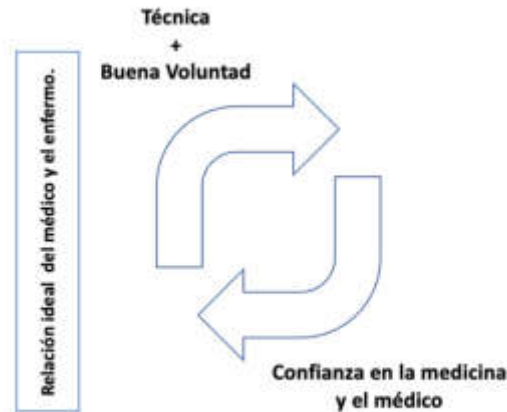 Técnica
+
Buena Voluntad
Relación ideal del médico y el enfermo.
Confianza en la medicina
y el médico